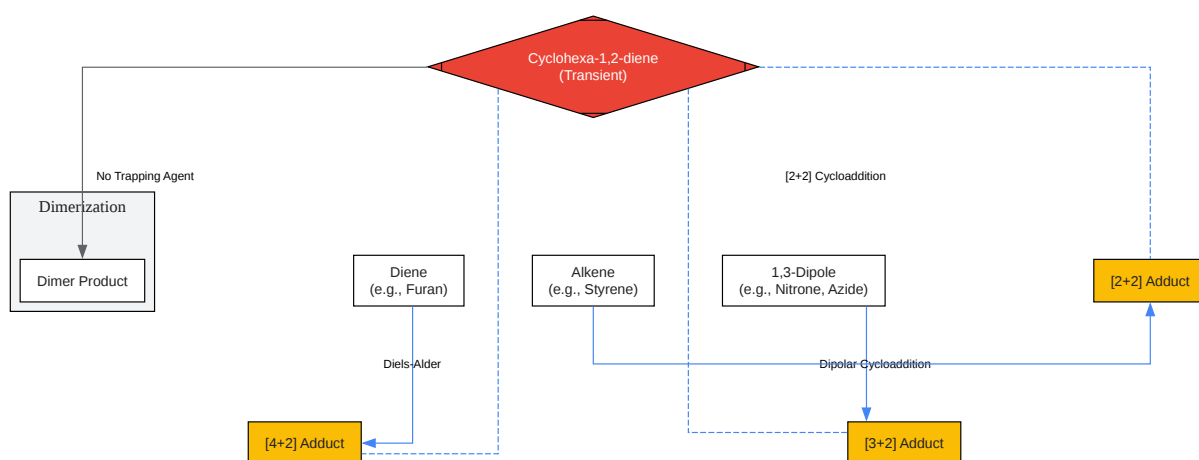 Cyclohexa-1,2-diene
(Transient)
No Trapping Agent
[2+2] Cycloaddition
Dimerization
Dimer Product
Diene
(e.g., Furan)
Alkene
(e.g., Styrene)
1,3-Dipole
(e.g., Nitrone, Azide)
[2+2] Adduct
Diels-Alder
Dipolar Cycloaddition
[4+2] Adduct
[3+2] Adduct